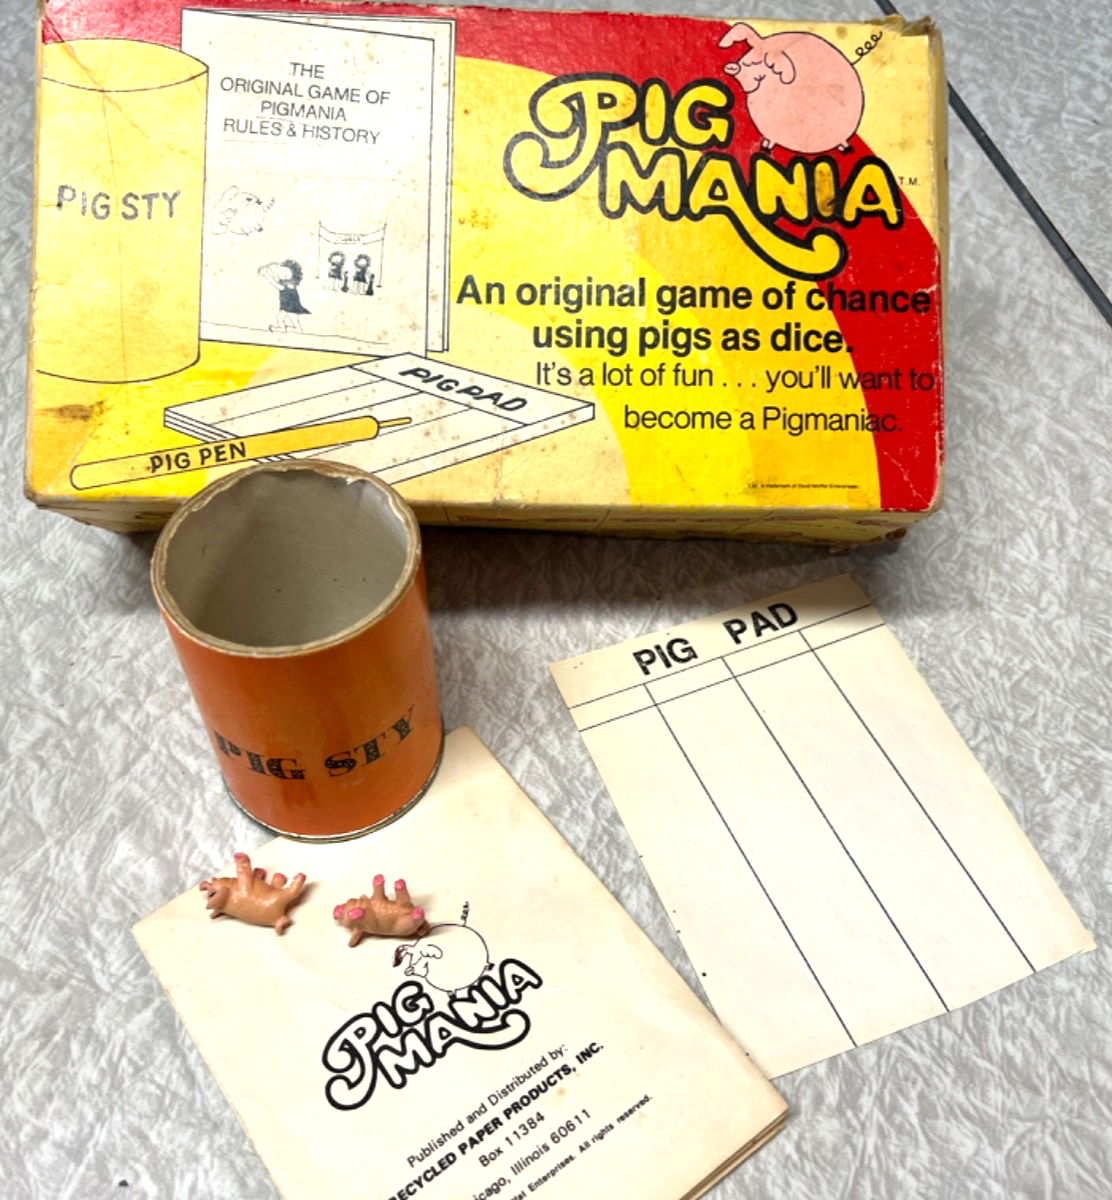 THE
ORIGINAL GAME OF
PIGMANIA
RULES & HISTORY
PIG STY
PIG
MANIA
T.M.
An original game of chance
using pigs as dice.
It's a lot of fun . . . you'll want to
become a Pigmaniac.
PIG PAD
PIG PEN
PIG STY
PIG PAD
PIG
MANIA
Published and Distributed by:
RECYCLED PAPER PRODUCTS, INC.
Box 11384
icago, Illinois 60611
Enterprises. All rights reserved.